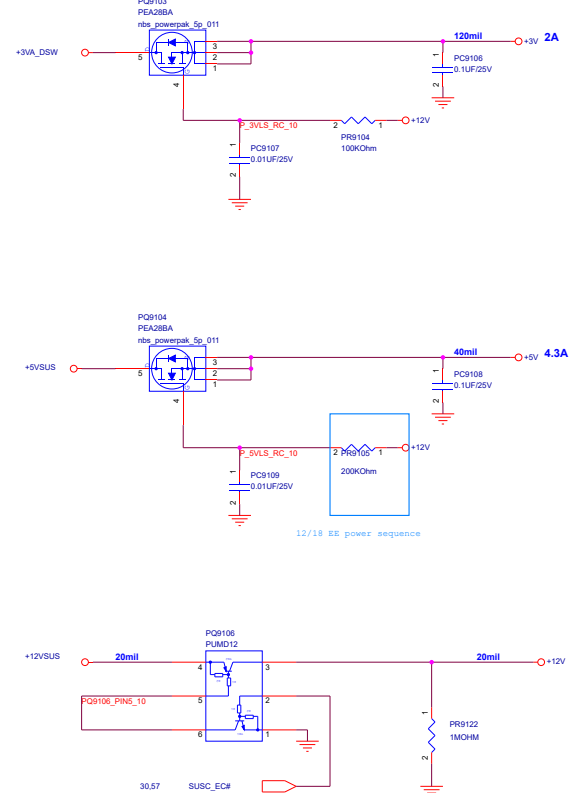 PQ9103
PEA28BA
nbs_powerpak_5p_011
+3VA_DSW
5
3
2
1
4
120mil
+3V 2A
1
PC9106
0.1UF/25V
2
P_3VLS_RC_10
2
1
+12V
PR9104
100KOhm
1
PC9107
0.01UF/25V
2
PQ9104
PEA28BA
nbs_powerpak_5p_011
+5VSUS
5
3
2
1
4
40mil
+5V 4.3A
1
PC9108
0.1UF/25V
2
P_5VLS_RC_10
2
PR9105
1
+12V
200KOhm
1
PC9109
0.01UF/25V
2
12/18 EE power sequence
PQ9106
PUMD12
+12VSUS
20mil
4
3
20mil
+12V
PQ9106_PIN5_10
5
2
6
1
1
PR9122
1MOHM
2
30,57
SUSC_EC#